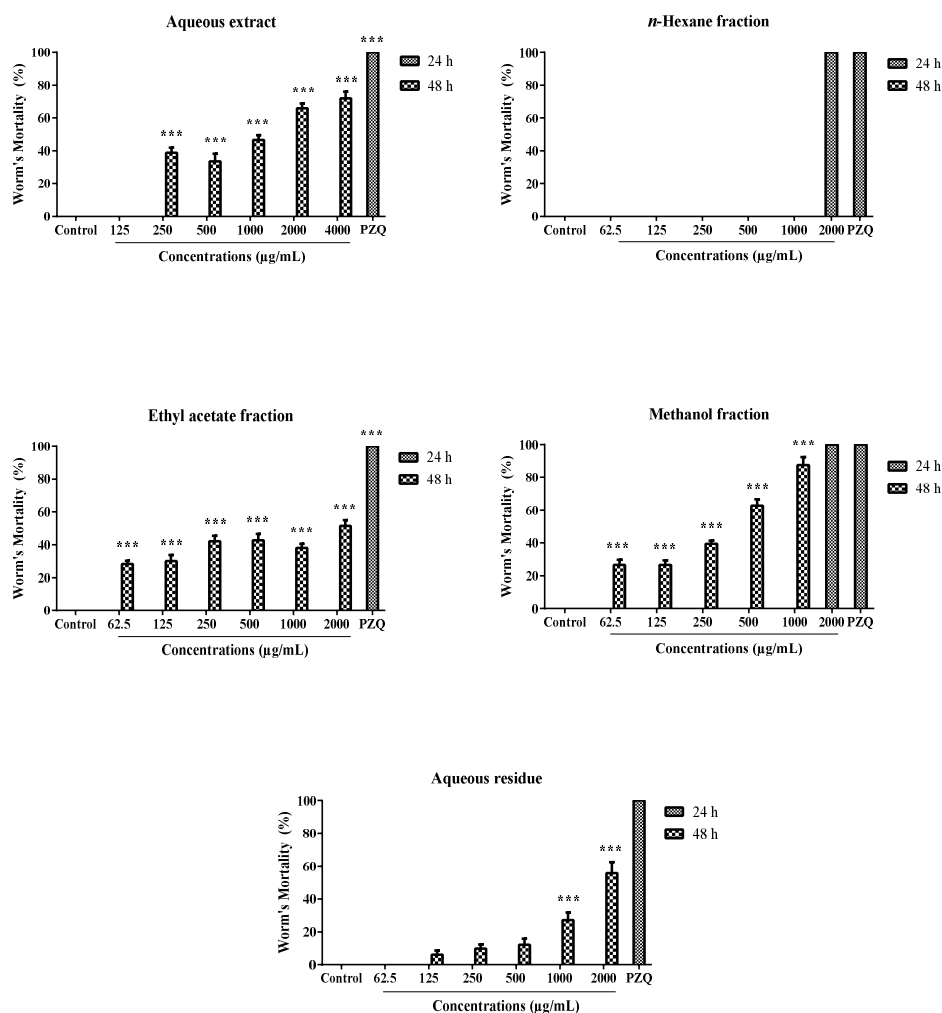 Aqueous extract
Worm's Mortality (%)
100
80
60
40
20
0
***
***
***
***
***
***
24 h
48 h
Control 125 250 500 1000 2000 4000 PZQ
Concentrations (µg/mL)
n-Hexane fraction
Worm's Mortality (%)
100
80
60
40
20
0
24 h
48 h
Control 62.5 125 250 500 1000 2000 PZQ
Concentrations (µg/mL)
Ethyl acetate fraction
Worm's Mortality (%)
100
80
60
40
20
0
***
***
***
***
***
***
***
24 h
48 h
Control 62.5 125 250 500 1000 2000 PZQ
Concentrations (µg/mL)
Methanol fraction
Worm's Mortality (%)
100
80
60
40
20
0
***
***
***
***
***
24 h
48 h
Control 62.5 125 250 500 1000 2000 PZQ
Concentrations (µg/mL)
Aqueous residue
Worm's Mortality (%)
100
80
60
40
20
0
***
***
24 h
48 h
Control 62.5 125 250 500 1000 2000 PZQ
Concentrations (µg/mL)